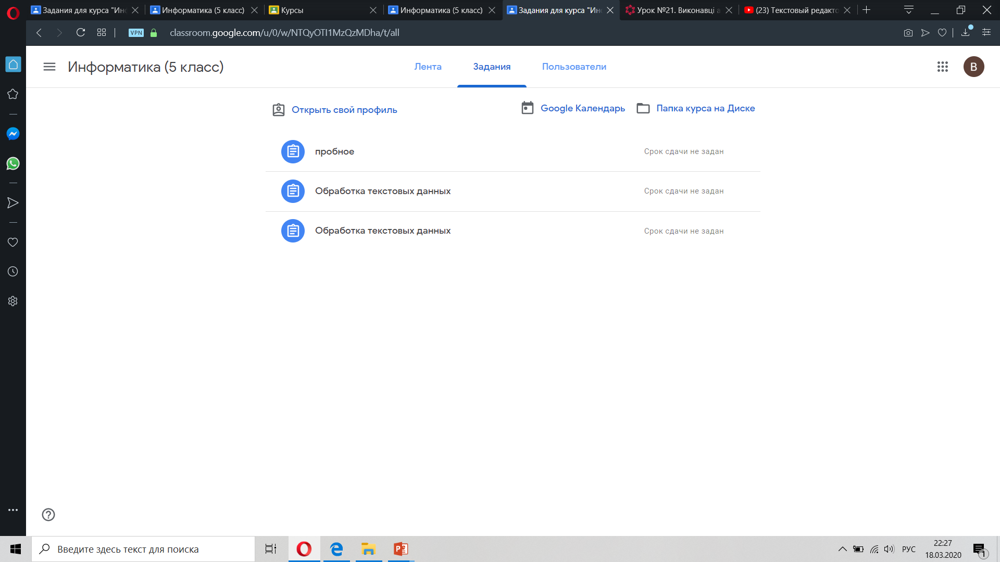 Задания для курса "Ин
Информатика (5 класс)
Курсы
Информатика (5 класс)
Задания для курса "Ин
Урок №21. Виконавці а
(23) Текстовый редакто
VPN
classroom.google.com/u/0/w/NTQyOTI1MzQzMDha/t/all
Информатика (5 класс)
Лента
Задания
Пользователи
В
Открыть свой профиль
Google Календарь
Папка курса на Диске
пробное
Срок сдачи не задан
Обработка текстовых данных
Срок сдачи не задан
Обработка текстовых данных
Срок сдачи не задан
Введите здесь текст для поиска
РУС
22:27
18.03.2020
1